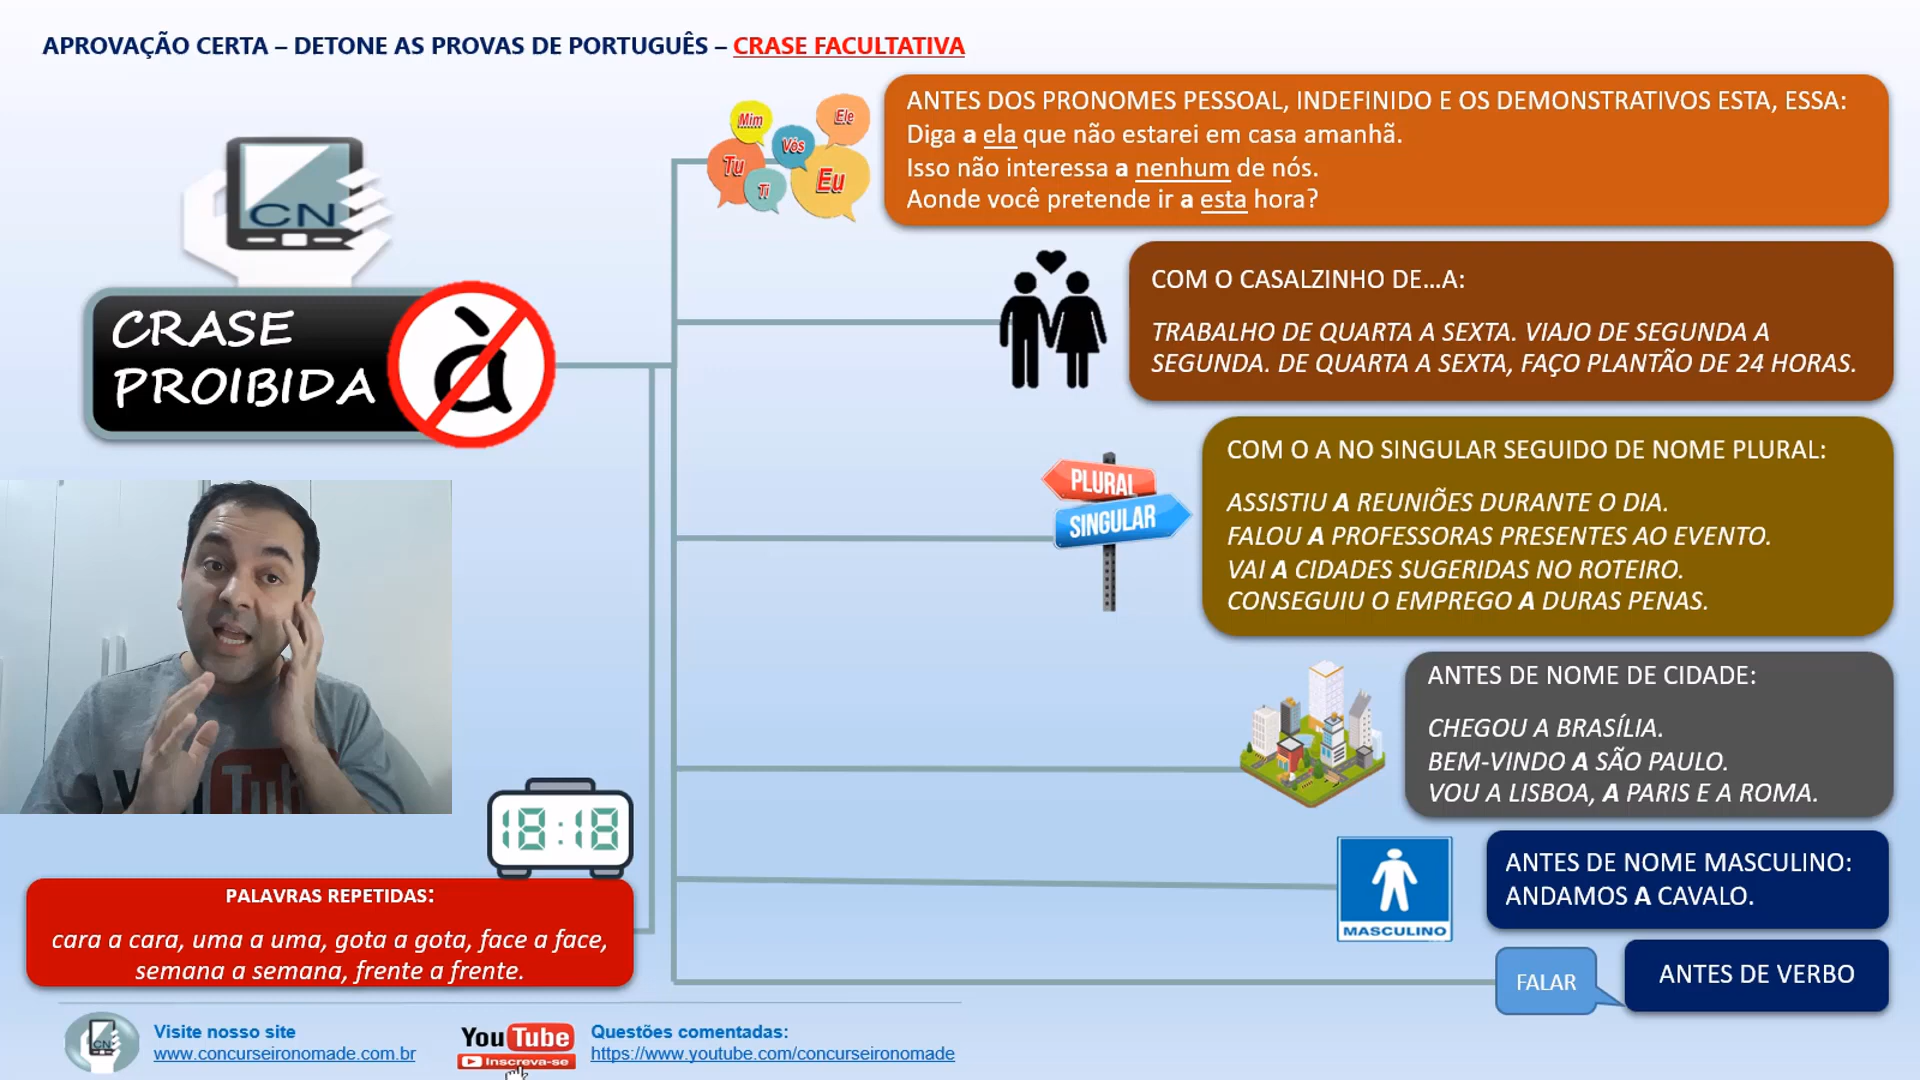 APROVAÇÃO CERTA – DETONE AS PROVAS DE PORTUGUÊS – CRASE FACULTATIVA
CN
CRASE
PROIBIDA
à
Mim
Ele
Vós
Tu
Ti
Eu
ANTES DOS PRONOMES PESSOAL, INDEFINIDO E OS DEMONSTRATIVOS ESTA, ESSA:
Diga a ela que não estarei em casa amanhã.
Isso não interessa a nenhum de nós.
Aonde você pretende ir a esta hora?
COM O CASALZINHO DE...A:
TRABALHO DE QUARTA A SEXTA. VIAJO DE SEGUNDA A
SEGUNDA. DE QUARTA A SEXTA, FAÇO PLANTÃO DE 24 HORAS.
PLURAL
SINGULAR
COM O A NO SINGULAR SEGUIDO DE NOME PLURAL:
ASSISTIU A REUNIÕES DURANTE O DIA.
FALOU A PROFESSORAS PRESENTES AO EVENTO.
VAI A CIDADES SUGERIDAS NO ROTEIRO.
CONSEGUIU O EMPREGO A DURAS PENAS.
ANTES DE NOME DE CIDADE:
CHEGOU A BRASÍLIA.
BEM-VINDO A SÃO PAULO.
VOU A LISBOA, A PARIS E A ROMA.
MASCULINO
ANTES DE NOME MASCULINO:
ANDAMOS A CAVALO.
FALAR
ANTES DE VERBO
18:18
PALAVRAS REPETIDAS:
cara a cara, uma a uma, gota a gota, face a face,
semana a semana, frente a frente.
CN
Visite nosso site
www.concurseironomade.com.br
YouTube
Inscreva-se
Questões comentadas:
https://www.youtube.com/concurseironomade